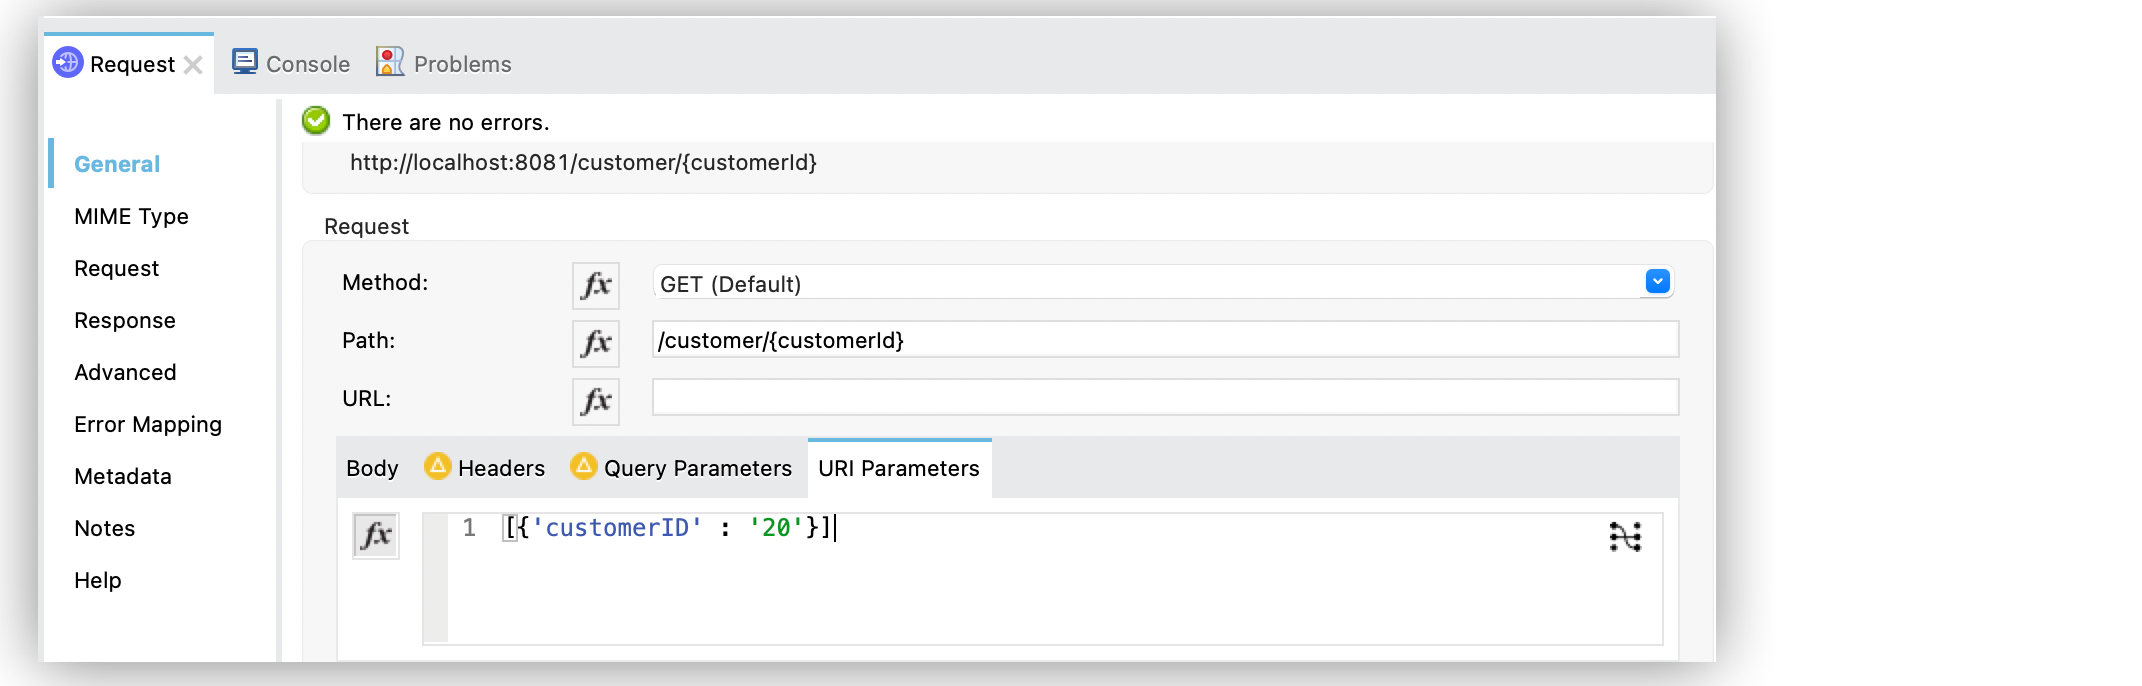 Request Console Problems
There are no errors.
http://localhost:8081/customer/{customerId}
General
MIME Type
Request
Response
Advanced
Error Mapping
Metadata
Notes
Help
Request
Method: fx GET (Default)
Path: fx /customer/{customerId}
URL: fx
Body Headers Query Parameters URI Parameters
fx 1 [{'customerID' : '20'}]